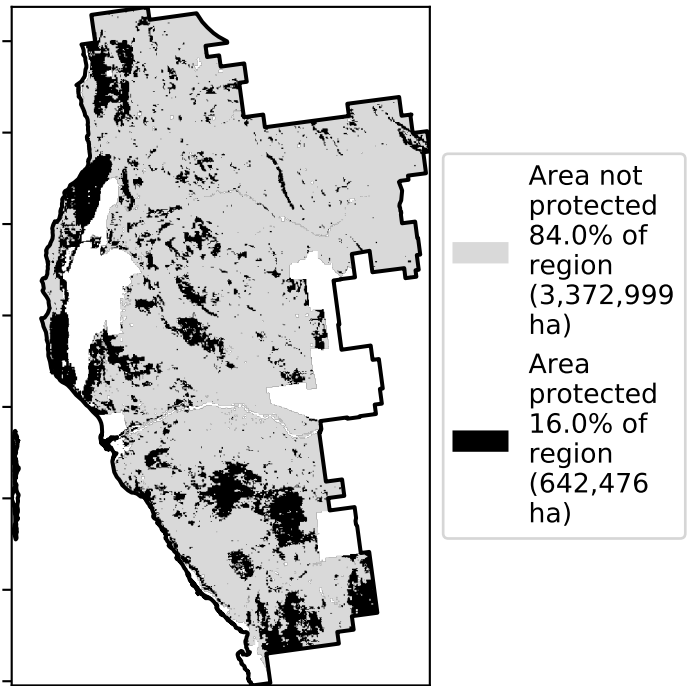 Area not
protected
84.0% of
region
(3,372,999
ha)
Area
protected
16.0% of
region
(642,476
ha)